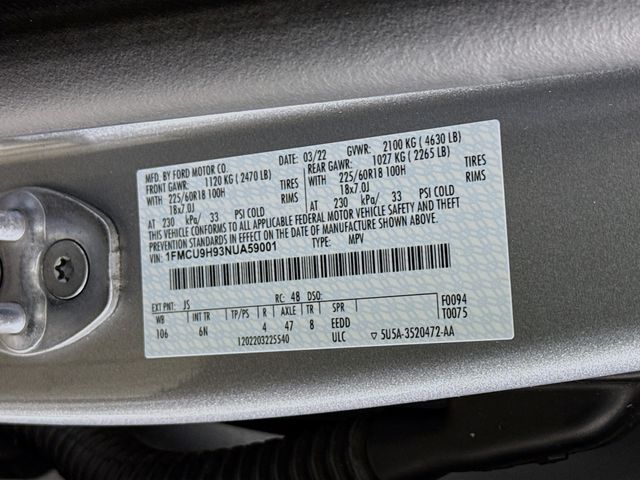 MFD. BY FORD MOTOR CO.
DATE: 03/22 GVWR: 2100 KG ( 4630 LB)
FRONT GAWR: 1120 KG ( 2470 LB)
REAR GAWR: 1027 KG ( 2265 LB)
WITH 225/60R18 100H TIRES
WITH 225/60R18 100H TIRES
18x7.0J RIMS
18x7.0J RIMS
AT 230 kPa/ 33 PSI COLD
AT 230 kPa/ 33 PSI COLD
THIS VEHICLE CONFORMS TO ALL APPLICABLE FEDERAL MOTOR VEHICLE SAFETY AND THEFT
PREVENTION STANDARDS IN EFFECT ON THE DATE OF MANUFACTURE SHOWN ABOVE.
VIN: 1FMCU9H93NUA59001 TYPE: MPV
EXT PNT: JS RC: 48 DSO: F0094
WB INT TR TP/PS R AXLE TR SPR T0075
106 6N 4 47 8 EEDD
1202203225540 ULC 5U5A-3520472-AA